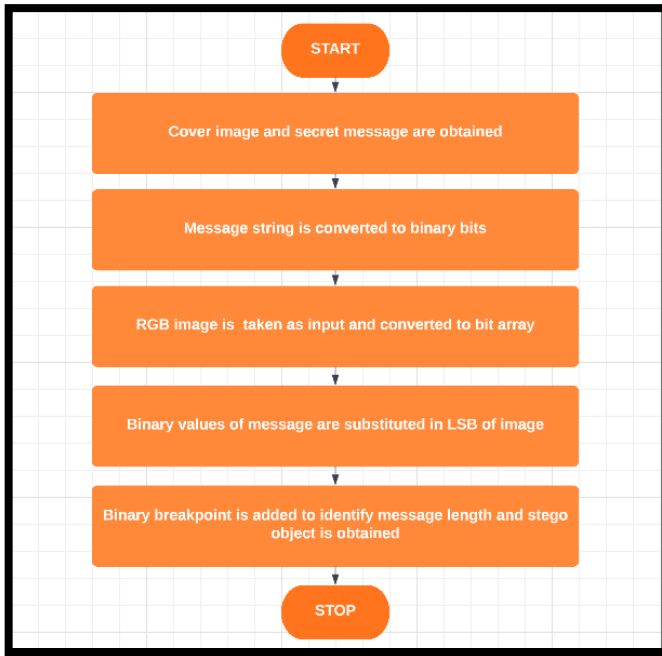 START
Cover image and secret message are obtained
Message string is converted to binary bits
RGB image is taken as input and converted to bit array
Binary values of message are substituted in LSB of image
Binary breakpoint is added to identify message length and stego
object is obtained
STOP